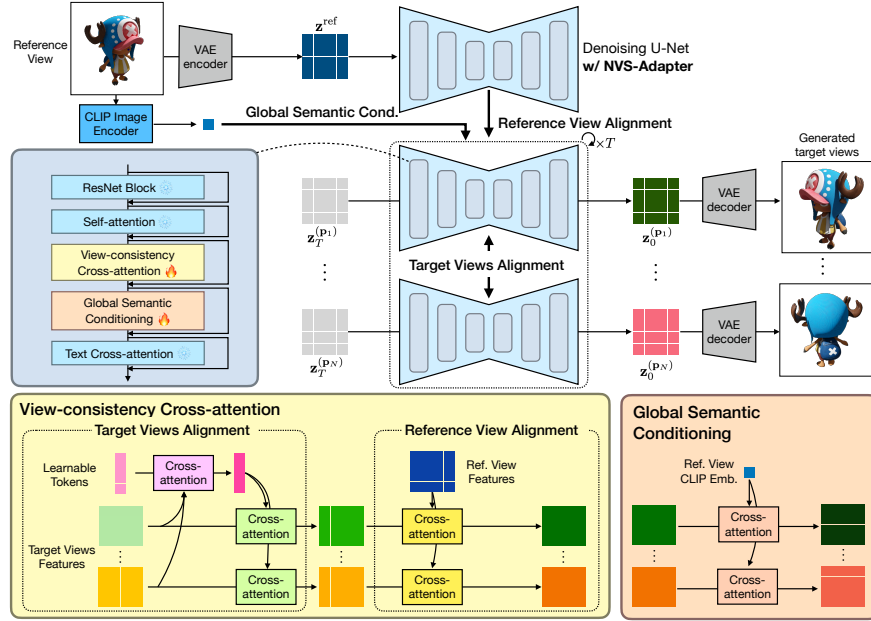 Reference
View
VAE
encoder
z^ref
Denoising U-Net
w/ NVS-Adapter
CLIP Image
Encoder
Global Semantic Cond.
Reference View Alignment
×T
Generated
target views
ResNet Block
Self-attention
View-consistency
Cross-attention
Global Semantic
Conditioning
Text Cross-attention
z_T^(p_1)
z_0^(p_1)
VAE
decoder
Target Views Alignment
z_T^(p_N)
z_0^(p_N)
VAE
decoder
View-consistency Cross-attention
Target Views Alignment
Reference View Alignment
Learnable
Tokens
Cross-
attention
Ref. View
Features
Target Views
Features
Cross-
attention
Cross-
attention
Cross-
attention
Cross-
attention
Global Semantic
Conditioning
Ref. View
CLIP Emb.
Cross-
attention
Cross-
attention